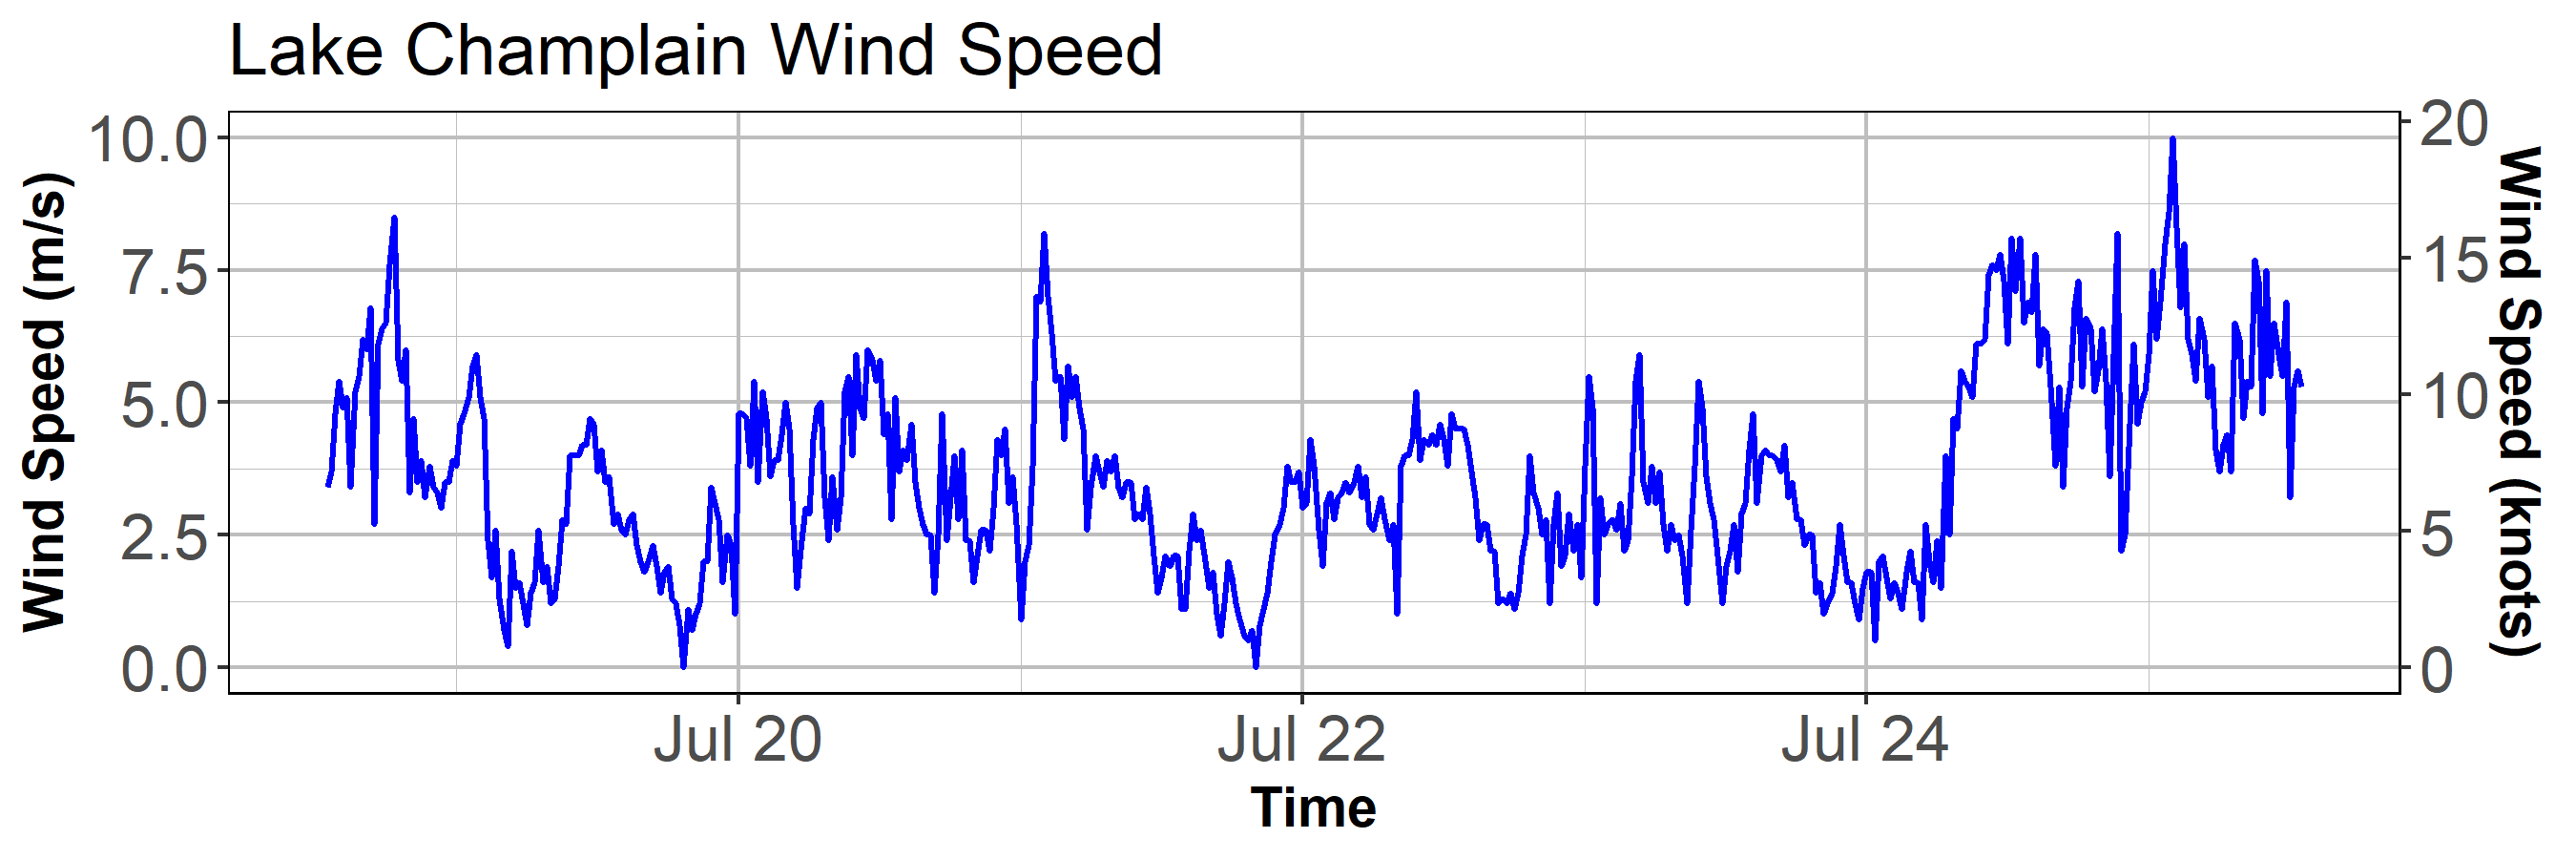 Lake Champlain Wind Speed
Wind Speed (m/s)
10.0
7.5
5.0
2.5
0.0
20
15
10
5
0
Wind Speed (knots)
Jul 20
Jul 22
Jul 24
Time